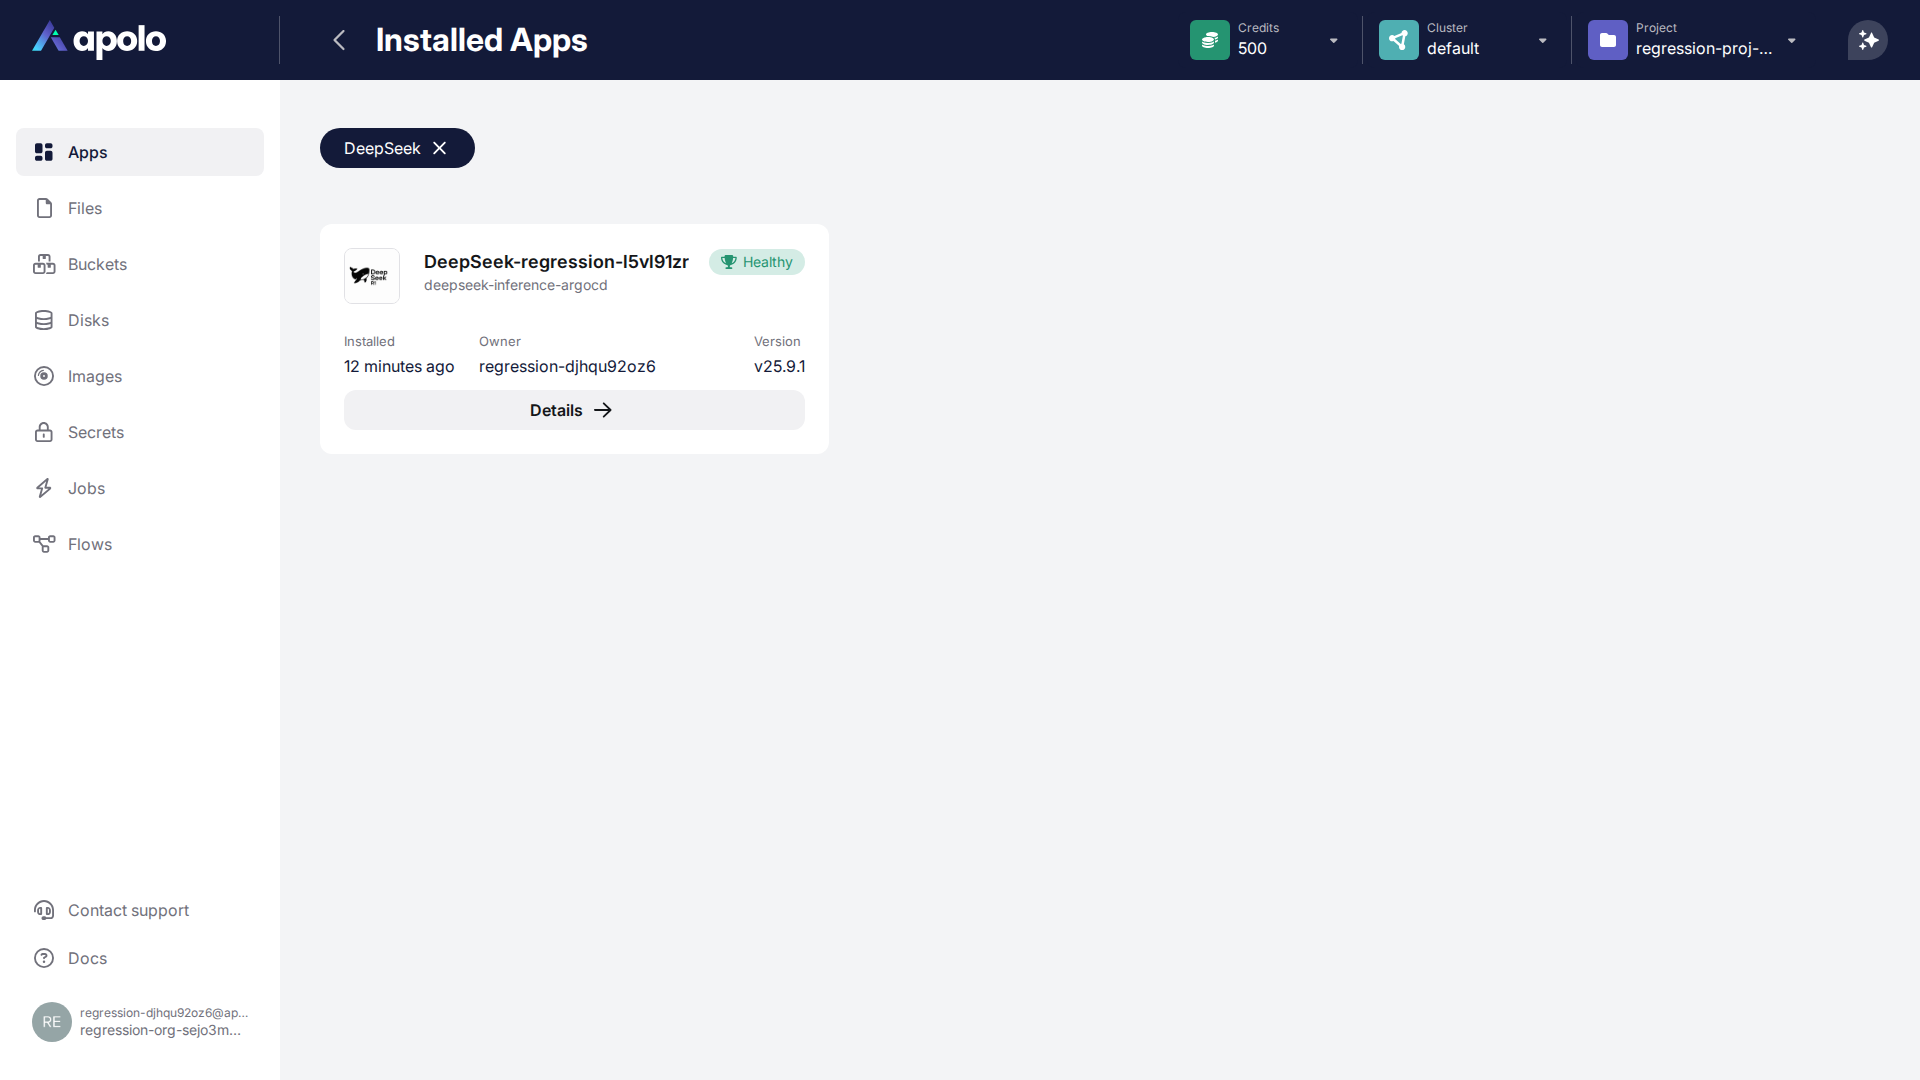 apolo
Installed Apps
Credits
500
Cluster
default
Project
regression-proj-...
Apps
Files
Buckets
Disks
Images
Secrets
Jobs
Flows
Contact support
Docs
RE
regression-djhqu92oz6@ap...
regression-org-sejo3m...
DeepSeek
Deep
Seek
R1
DeepSeek-regression-l5vl91zr
Healthy
deepseek-inference-argocd
Installed
Owner
Version
12 minutes ago
regression-djhqu92oz6
v25.9.1
Details